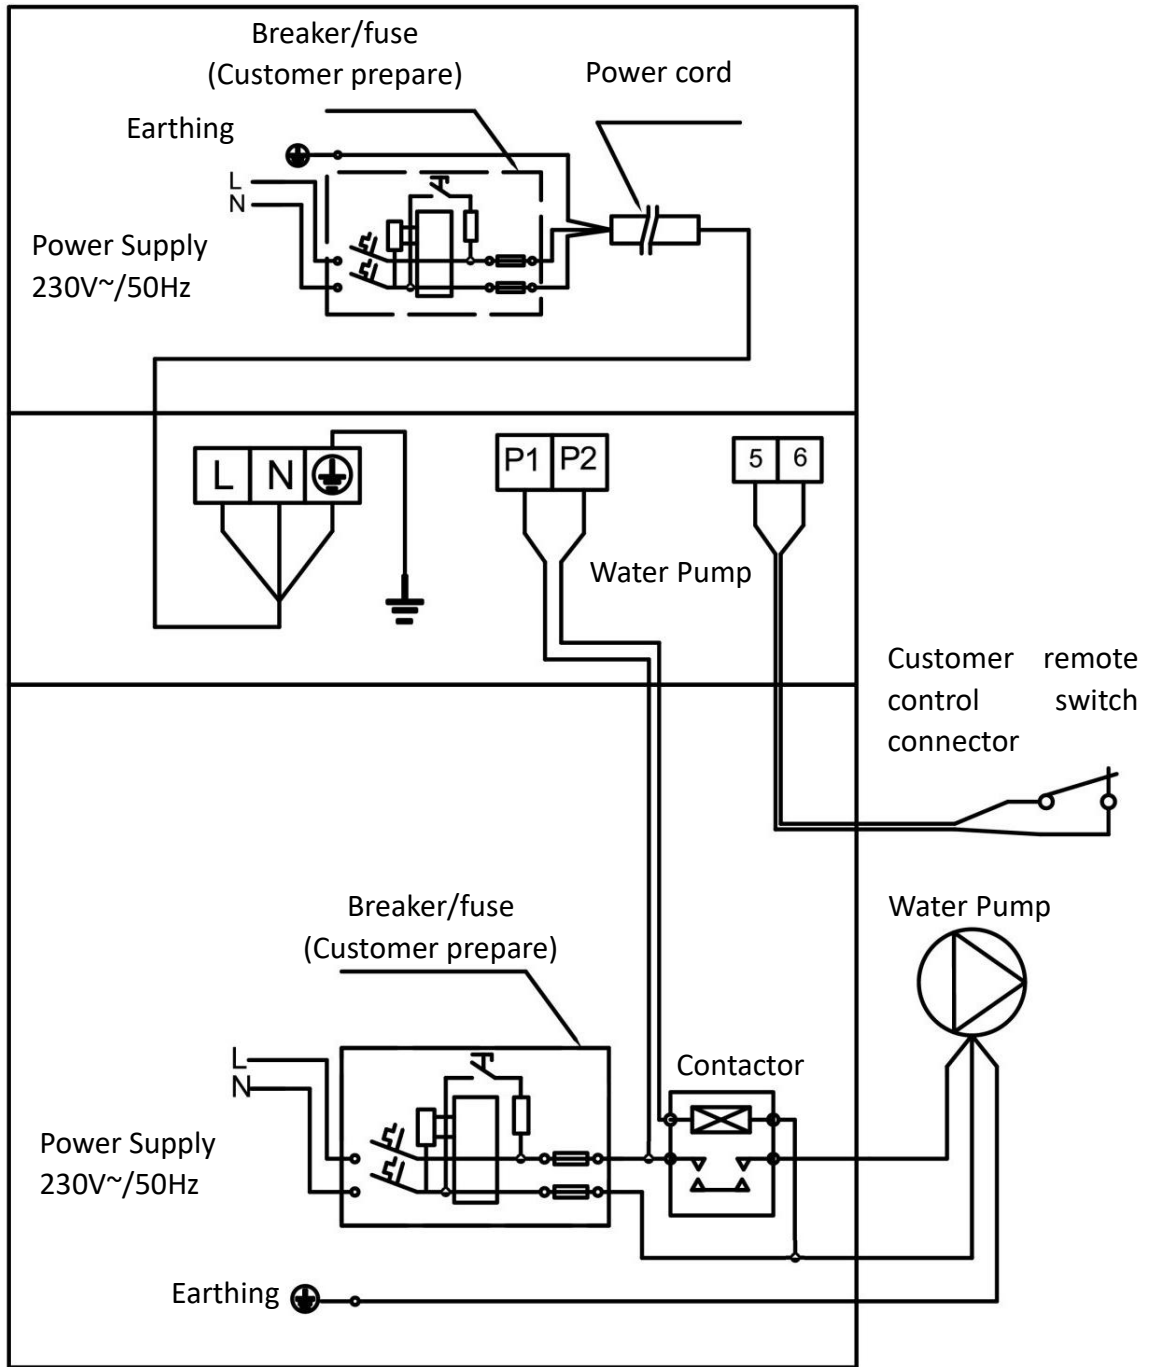 Breaker/fuse
(Customer prepare)
Power cord
Earthing
L
N
Power Supply
230V~/50Hz
L N
P1 P2
5 6
Water Pump
Customer remote
control switch
connector
Breaker/fuse
(Customer prepare)
Water Pump
L
N
Contactor
Power Supply
230V~/50Hz
Earthing